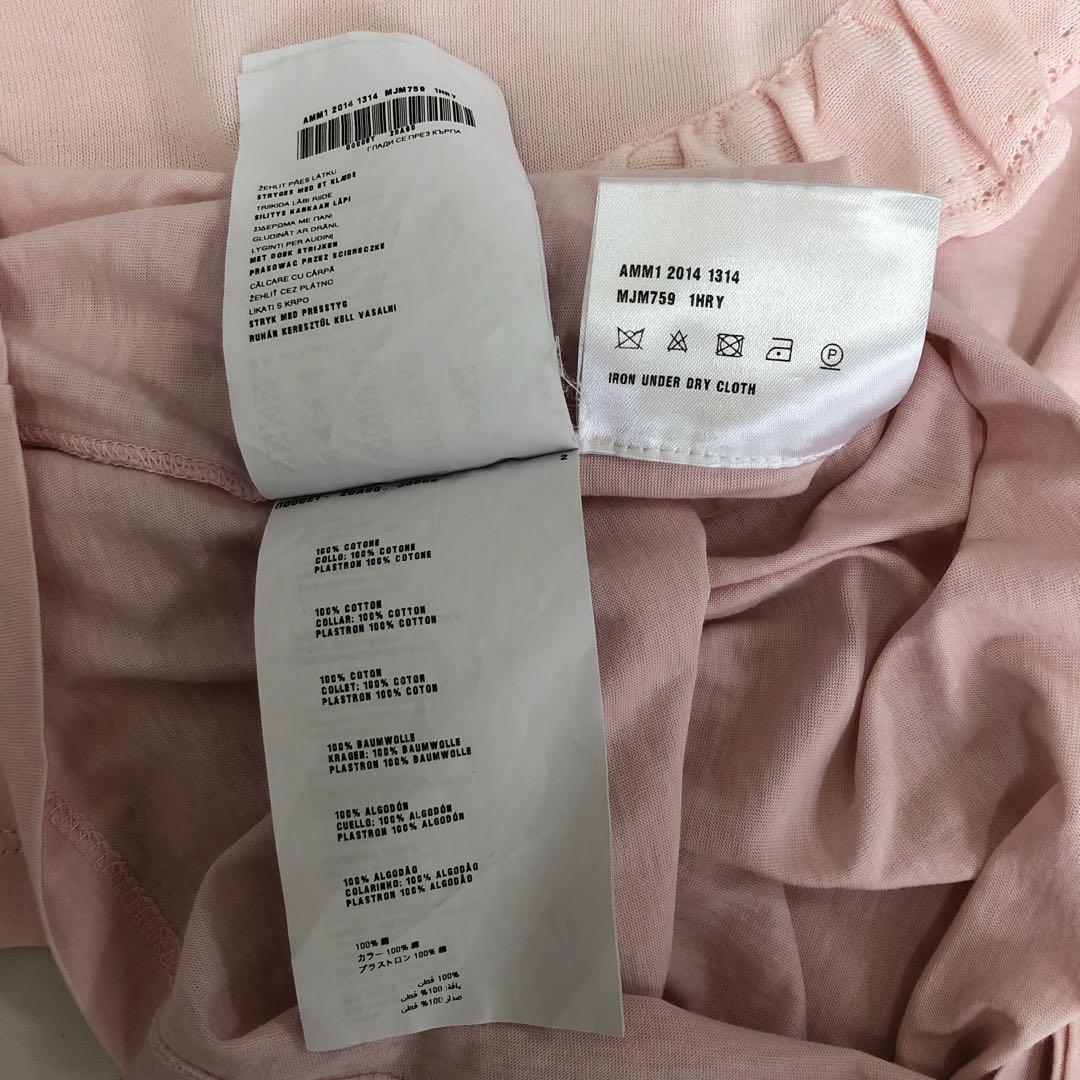 AMM1 2014 1314 MJM759 1HRY
00006Y 20A60
ГЛАДИ СЕ ПРЕЗ КЪРПА
ŽEHLIT PŘES LÁTKU
STRYGES MED ET KLÆDE
TRIIKIDA LÄBI RIIDE
SILITYS KANKAAN LÄPI
ΣΙΔΕΡΩΜΑ ΜΕ ΠΑΝΙ
GLUDINĀT AR DRĀNU
LYGINTI PER AUDINĮ
MET DOEK STRIJKEN
PRASOWAĆ PRZEZ SCIERECZKE
CĂLCARE CU CÂRPĂ
ŽEHLIŤ CEZ PLÁTNO
LIKATI S KRPO
STRYK MED PRESSTYG
RUHÁN KERESZTÜL KELL VASALNI
AMM1 2014 1314
MJM759 1HRY
P
IRON UNDER DRY CLOTH
2
100% COTONE
COLLO: 100% COTONE
PLASTRON 100% COTONE
100% COTTON
COLLAR: 100% COTTON
PLASTRON 100% COTTON
100% COTON
COLLET: 100% COTON
PLASTRON 100% COTON
100% BAUMWOLLE
KRAGEN: 100% BAUMWOLLE
PLASTRON 100% BAUMWOLLE
100% ALGODÓN
CUELLO: 100% ALGODÓN
PLASTRON 100% ALGODÓN
100% ALGODÃO
COLARINHO: 100% ALGODÃO
PLASTRON 100% ALGODÃO
100% 綿
カラー 100% 綿
プラストロン 100% 綿
100% قطن
ياقة: 100% قطن
صدار 100% قطن